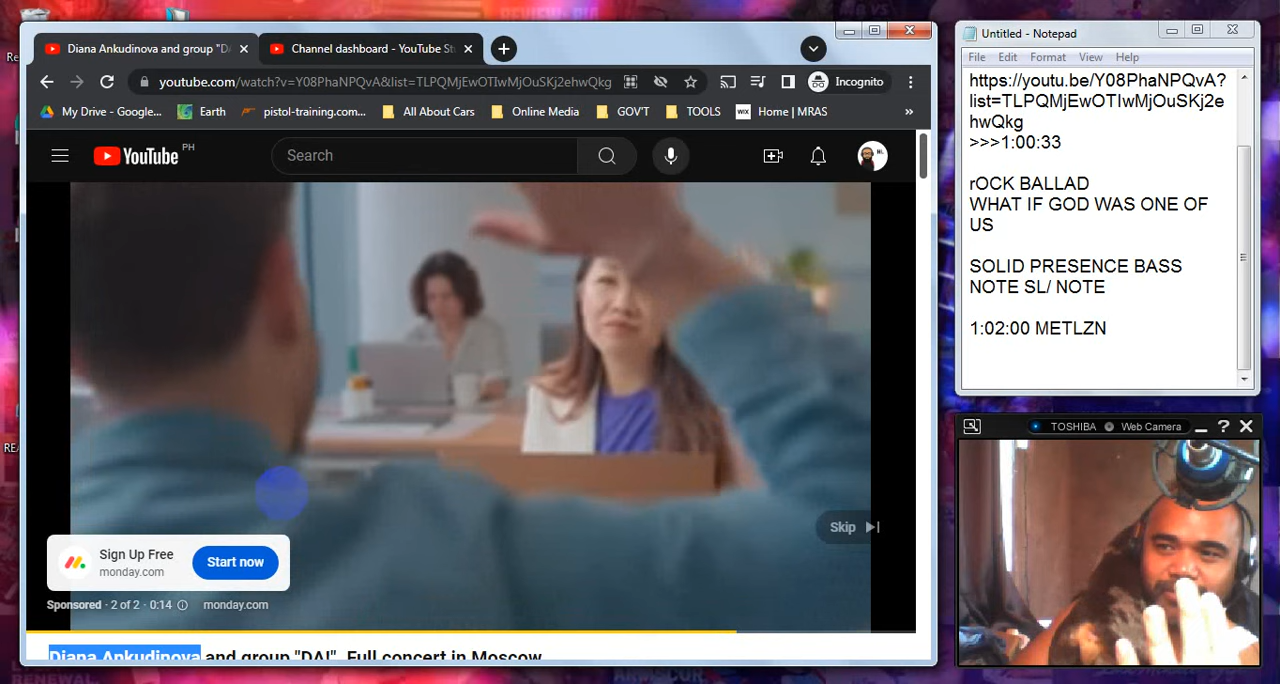 Diana Ankudinova and group "DA
Channel dashboard - YouTube St
youtube.com/watch?v=Y08PhaNPQvA&list=TLPQMjEwOTIwMjOuSKj2ehwQkg
Incognito
My Drive - Google...
Earth
pistol-training.com...
All About Cars
Online Media
GOV'T
TOOLS
WIX
Home | MRAS
»
YouTube PH
Search
Skip
Sign Up Free
monday.com
Start now
Sponsored · 2 of 2 · 0:14
monday.com
Diana Ankudinova and group "DA!". Full concert in Moscow
Untitled - Notepad
File Edit Format View Help
https://youtu.be/Y08PhaNPQvA?
list=TLPQMjEwOTIwMjOuSKj2e
hwQkg
>>>1:00:33
rOCK BALLAD
WHAT IF GOD WAS ONE OF
US
SOLID PRESENCE BASS
NOTE SL/ NOTE
1:02:00 METLZN
TOSHIBA Web Camera
RENEWAL